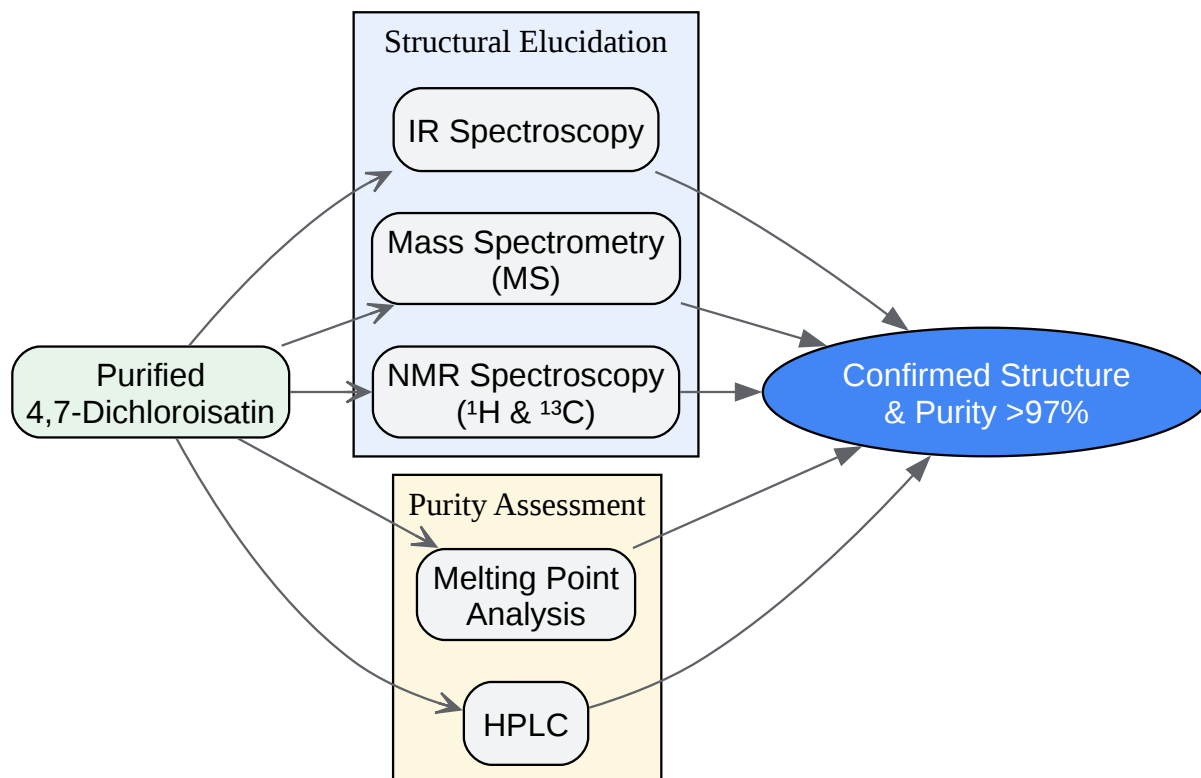 Structural Elucidation
IR Spectroscopy
Mass Spectrometry
(MS)
NMR Spectroscopy
(¹H & ¹³C)
Purified
4,7-Dichloroisatin
Confirmed Structure
& Purity >97%
Purity Assessment
Melting Point
Analysis
HPLC